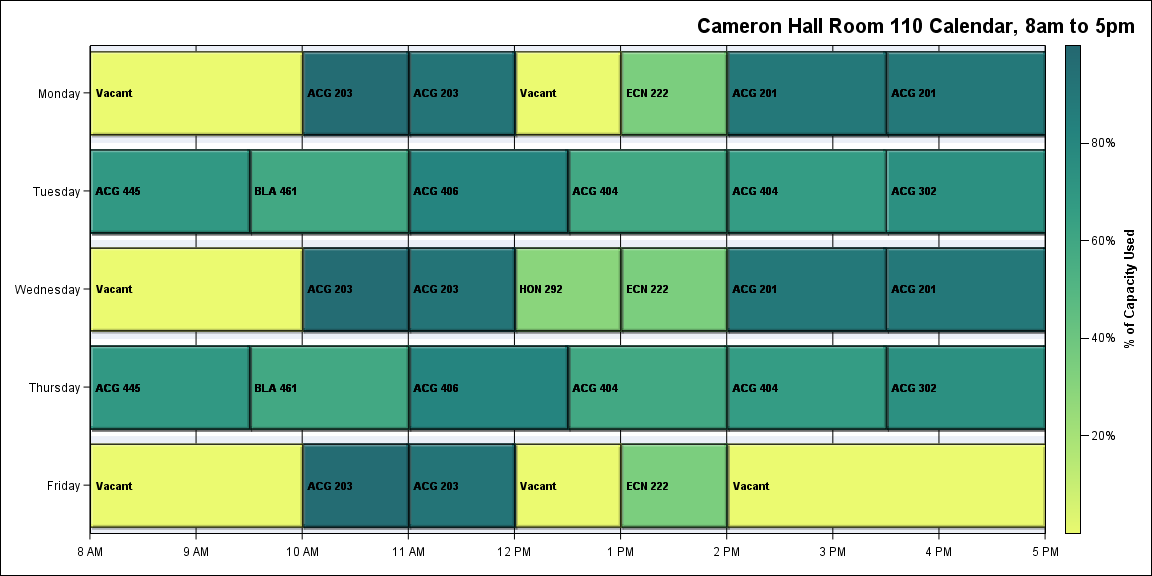 Cameron Hall Room 110 Calendar, 8am to 5pm
Monday
Vacant
ACG 203
ACG 203
Vacant
ECN 222
ACG 201
ACG 201
Tuesday
ACG 445
BLA 461
ACG 406
ACG 404
ACG 404
ACG 302
Wednesday
Vacant
ACG 203
ACG 203
HON 292
ECN 222
ACG 201
ACG 201
Thursday
ACG 445
BLA 461
ACG 406
ACG 404
ACG 404
ACG 302
Friday
Vacant
ACG 203
ACG 203
Vacant
ECN 222
Vacant
8 AM
9 AM
10 AM
11 AM
12 PM
1 PM
2 PM
3 PM
4 PM
5 PM
80%
60%
40%
20%
% of Capacity Used